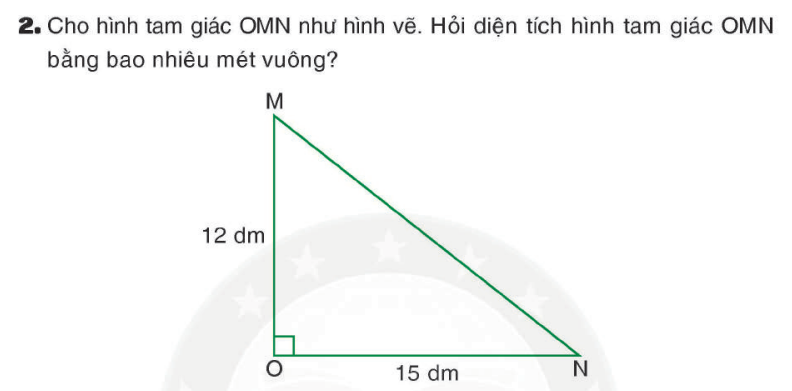 2. Cho hình tam giác OMN như hình vẽ. Hỏi diện tích hình tam giác OMN
bằng bao nhiêu mét vuông?
M
12 dm
O
15 dm
N